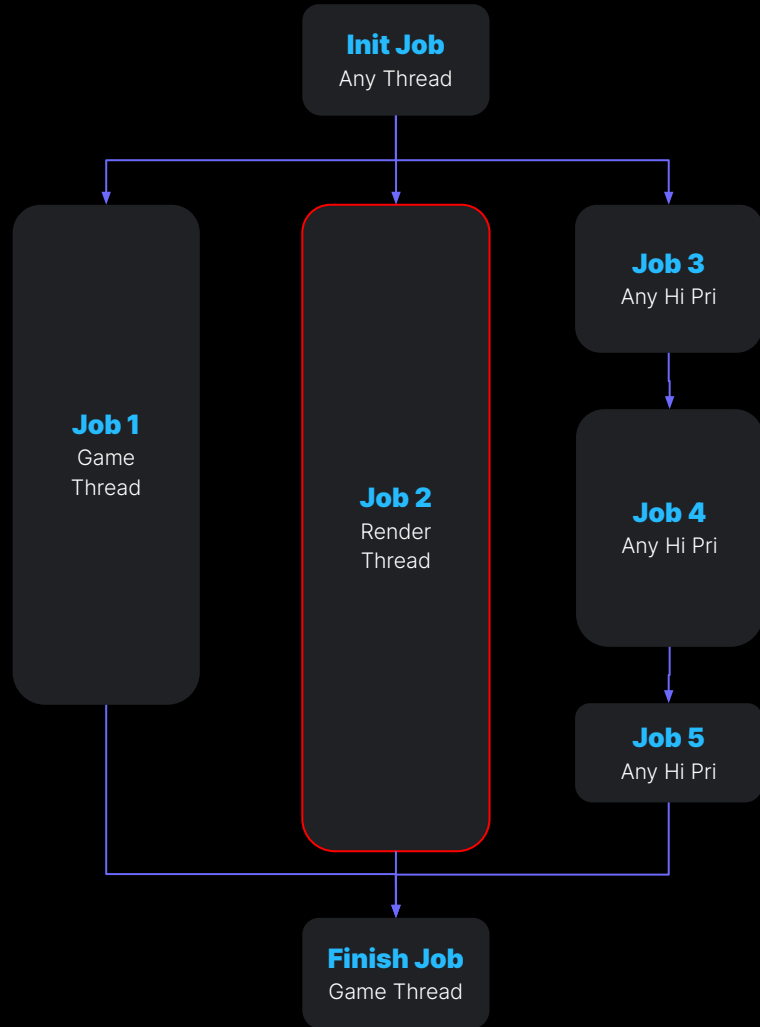 Init Job
Any Thread
Job 1
Game
Thread
Job 2
Render
Thread
Job 3
Any Hi Pri
Job 4
Any Hi Pri
Job 5
Any Hi Pri
Finish Job
Game Thread